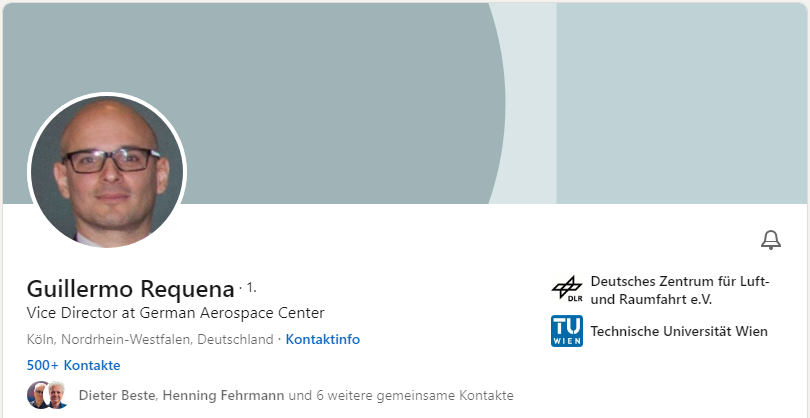 Guillermo Requena · 1.
Vice Director at German Aerospace Center
Köln, Nordrhein-Westfalen, Deutschland · Kontaktinfo
500+ Kontakte
Dieter Beste, Henning Fehrmann und 6 weitere gemeinsame Kontakte
DLR
Deutsches Zentrum für Luft-
und Raumfahrt e.V.
TU
WIEN
Technische Universität Wien